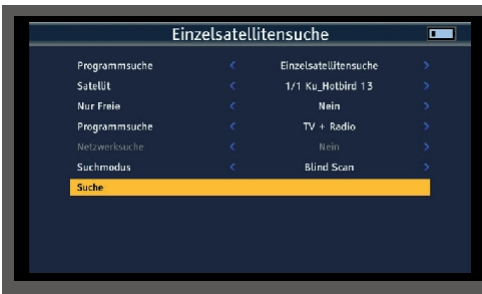 Einzelsatellitensuche
Programmsuche < Einzelsatellitensuche >
Satellit < 1/1 Ku_Hotbird 13 >
Nur Freie < Nein >
Programmsuche < TV + Radio >
Netzwerksuche < Nein >
Suchmodus < Blind Scan >
Suche